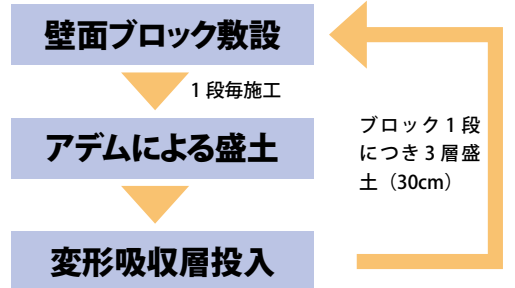 壁面ブロック敷設
1段毎施工
アデムによる盛土
ブロック1段
につき3層盛
土（30cm）
変形吸収層投入